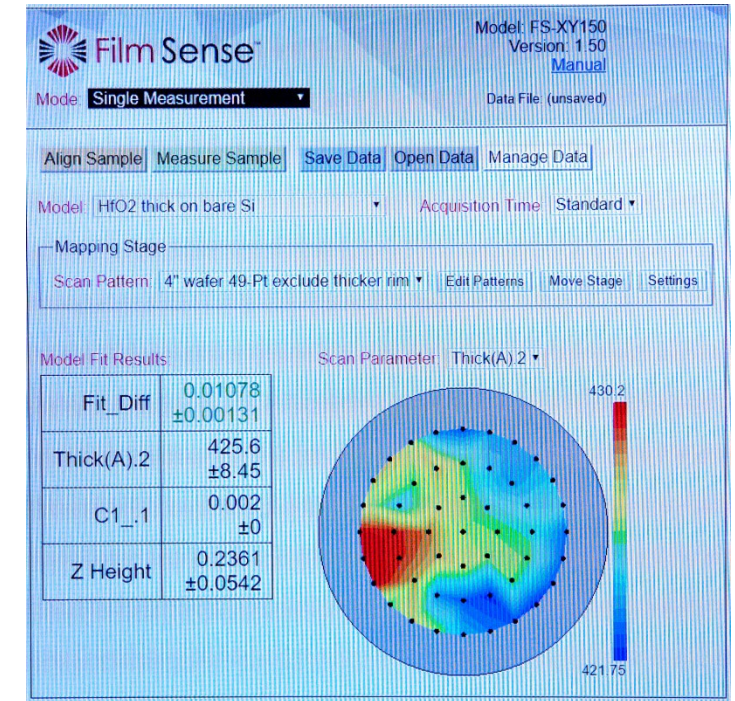 Film Sense™
Model: FS-XY150
Version: 1.50
Manual
Mode: Single Measurement
Data File: (unsaved)
Align Sample Measure Sample Save Data Open Data Manage Data
Model: HfO2 thick on bare Si Acquisition Time: Standard
Mapping Stage
Scan Pattern: 4" wafer 49-Pt exclude thicker rim Edit Patterns Move Stage Settings
Model Fit Results: Scan Parameter: Thick(A).2
Fit_Diff 0.01078
±0.00131
Thick(A).2 425.6
±8.45
C1_.1 0.002
±0
Z Height 0.2361
±0.0542
430.2
421.75